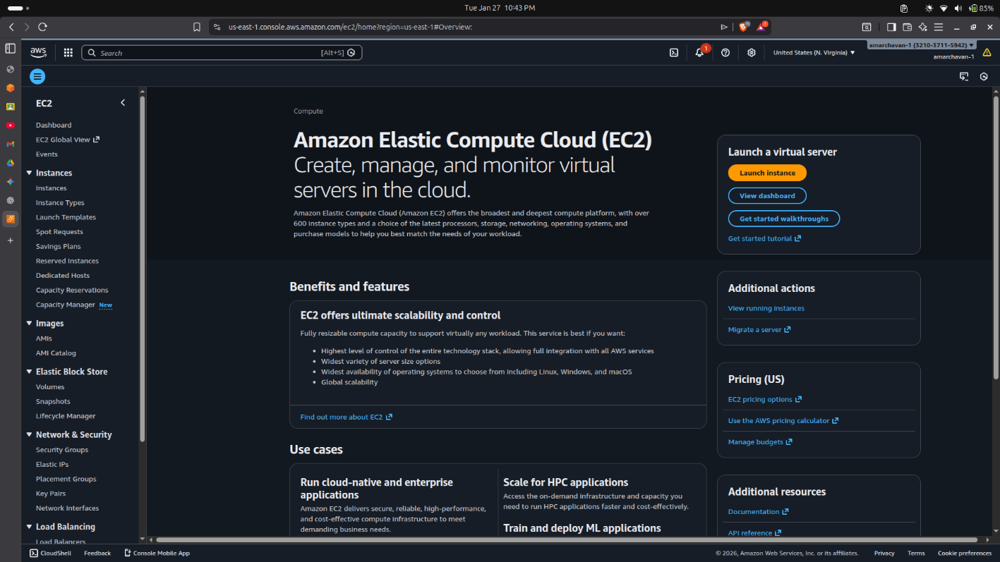 Tue Jan 27 10:43 PM
85%
us-east-1.console.aws.amazon.com/ec2/home?region=us-east-1#Overview:
aws
Search
[Alt+S]
1
United States (N. Virginia)
amarchavan-1 (3210-3711-5942)
amarchavan-1
EC2
Dashboard
EC2 Global View
Events
Instances
Instances
Instance Types
Launch Templates
Spot Requests
Savings Plans
Reserved Instances
Dedicated Hosts
Capacity Reservations
Capacity Manager New
Images
AMIs
AMI Catalog
Elastic Block Store
Volumes
Snapshots
Lifecycle Manager
Network & Security
Security Groups
Elastic IPs
Placement Groups
Key Pairs
Network Interfaces
Load Balancing
Load Balancers
Compute
Amazon Elastic Compute Cloud (EC2)
Create, manage, and monitor virtual
servers in the cloud.
Amazon Elastic Compute Cloud (Amazon EC2) offers the broadest and deepest compute platform, with over
600 instance types and a choice of the latest processors, storage, networking, operating systems, and
purchase models to help you best match the needs of your workload.
Benefits and features
EC2 offers ultimate scalability and control
Fully resizable compute capacity to support virtually any workload. This service is best if you want:
• Highest level of control of the entire technology stack, allowing full integration with all AWS services
• Widest variety of server size options
• Widest availability of operating systems to choose from including Linux, Windows, and macOS
• Global scalability
Find out more about EC2
Use cases
Run cloud-native and enterprise
applications
Amazon EC2 delivers secure, reliable, high-performance,
and cost-effective compute infrastructure to meet
demanding business needs.
Scale for HPC applications
Access the on-demand infrastructure and capacity you
need to run HPC applications faster and cost-effectively.
Train and deploy ML applications
Launch a virtual server
Launch instance
View dashboard
Get started walkthroughs
Get started tutorial
Additional actions
View running instances
Migrate a server
Pricing (US)
EC2 pricing options
Use the AWS pricing calculator
Manage budgets
Additional resources
Documentation
API reference
CloudShell
Feedback
Console Mobile App
© 2026, Amazon Web Services, Inc. or its affiliates.
Privacy
Terms
Cookie preferences